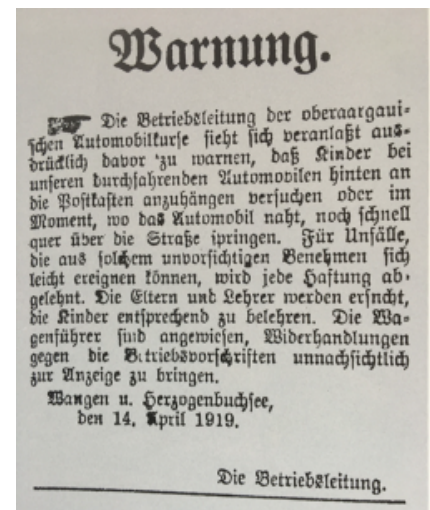 Warnung.
Die Betriebsleitung der oberaargaui-
schen Automobilkurse sieht sich veranlaßt aus-
drücklich davor zu warnen, daß Kinder bei
unseren durchfahrenden Automobilen hinten an
die Postkasten anzuhängen versuchen oder im
Moment, wo das Automobil naht, noch schnell
quer über die Straße springen. Für Unfälle,
die aus solchem unvorsichtigen Benehmen sich
leicht ereignen können, wird jede Haftung ab-
gelehnt. Die Eltern und Lehrer werden ersucht,
die Kinder entsprechend zu belehren. Die Wa-
genführer sind angewiesen, Widerhandlungen
gegen die Betriebsvorschriften unnachsichtlich
zur Anzeige zu bringen.
Wangen u. Herzogenbuchsee,
den 14. April 1919.
Die Betriebsleitung.